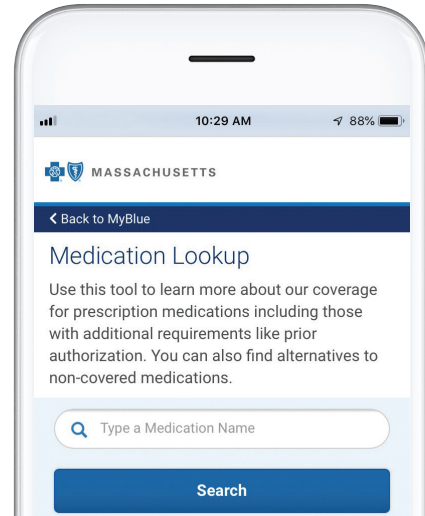 10:29 AM
88%
MASSACHUSETTS
Back to MyBlue
Medication Lookup
Use this tool to learn more about our coverage
for prescription medications including those
with additional requirements like prior
authorization. You can also find alternatives to
non-covered medications.
Type a Medication Name
Search